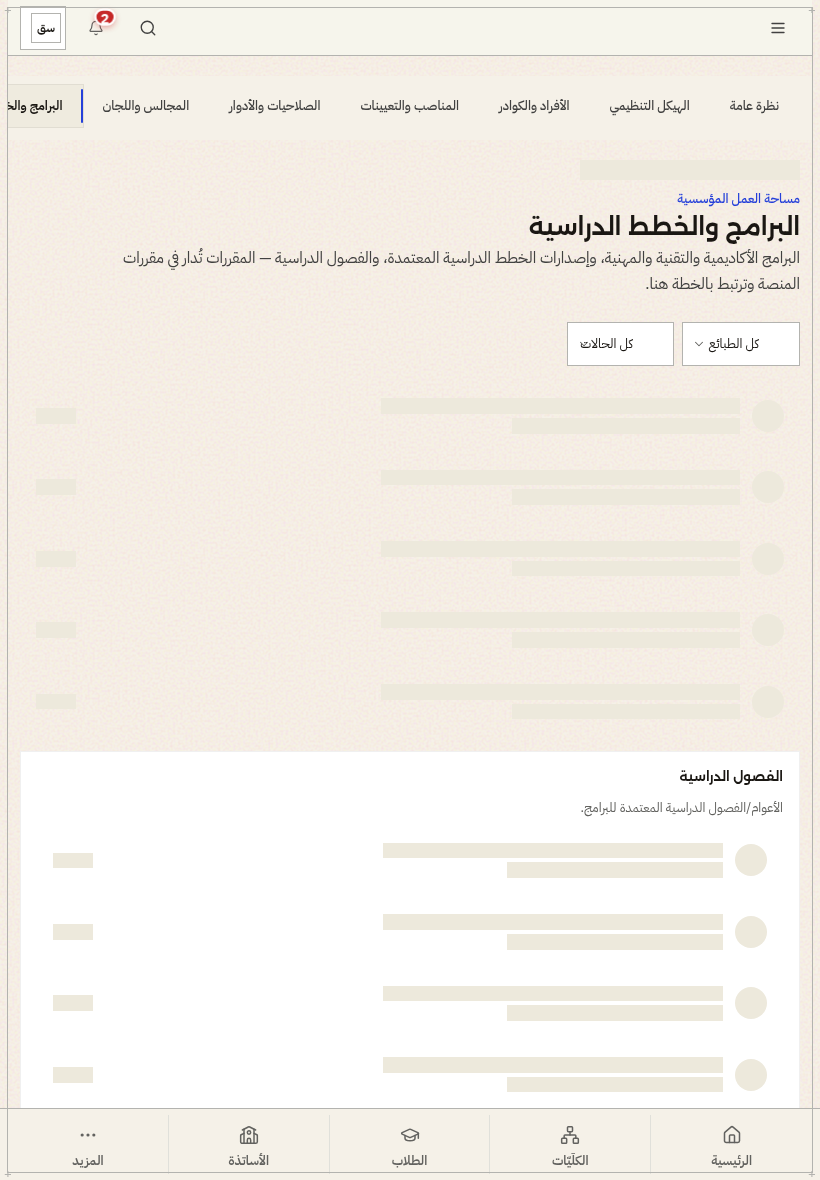 سق
2
نظرة عامة
الهيكل التنظيمي
الأفراد والكوادر
المناصب والتعيينات
الصلاحيات والأدوار
المجالس واللجان
البرامج
مساحة العمل المؤسسية
البرامج والخطط الدراسية
البرامج الأكاديمية والتقنية والمهنية، وإصدارات الخطط الدراسية المعتمدة، والفصول الدراسية — المقررات تُدار في مقررات
المنصة وترتبط بالخطة هنا.
كل الطبائع
كل الحالات
الفصول الدراسية
الأعوام/الفصول الدراسية المعتمدة للبرامج.
الرئيسية
الكلّيّات
الطلاب
الأساتذة
المزيد